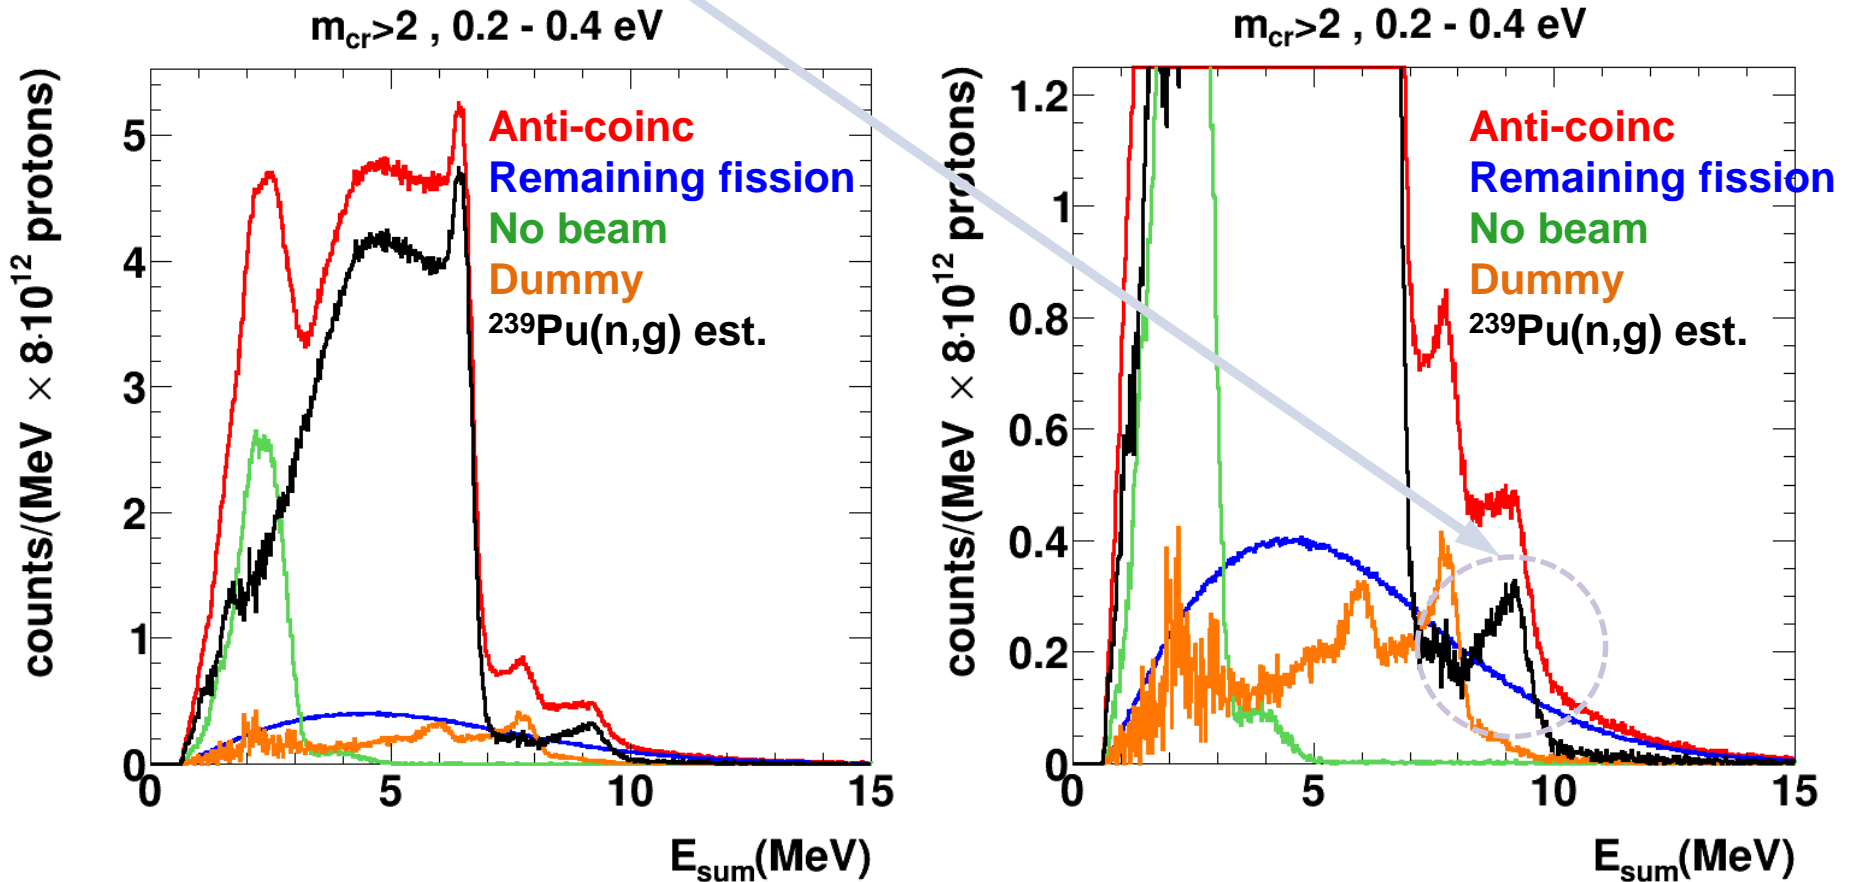 m_cr>2 , 0.2 - 0.4 eV
counts/(MeV × 8·10^12 protons)
5
4
3
2
1
0
Anti-coinc
Remaining fission
No beam
Dummy
^239Pu(n,g) est.
0 5 10 15
E_sum(MeV)
m_cr>2 , 0.2 - 0.4 eV
counts/(MeV × 8·10^12 protons)
1.2
1
0.8
0.6
0.4
0.2
0
Anti-coinc
Remaining fission
No beam
Dummy
^239Pu(n,g) est.
0 5 10 15
E_sum(MeV)